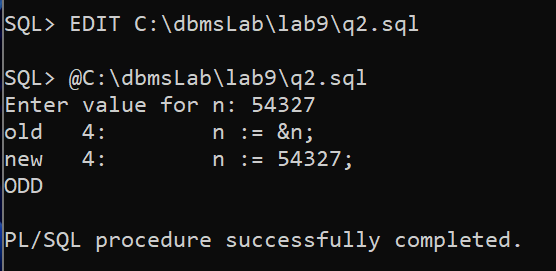 SQL> EDIT C:\dbmsLab\lab9\q2.sql
SQL> @C:\dbmsLab\lab9\q2.sql
Enter value for n: 54327
old   4:        n := &n;
new   4:        n := 54327;
ODD
PL/SQL procedure successfully completed.